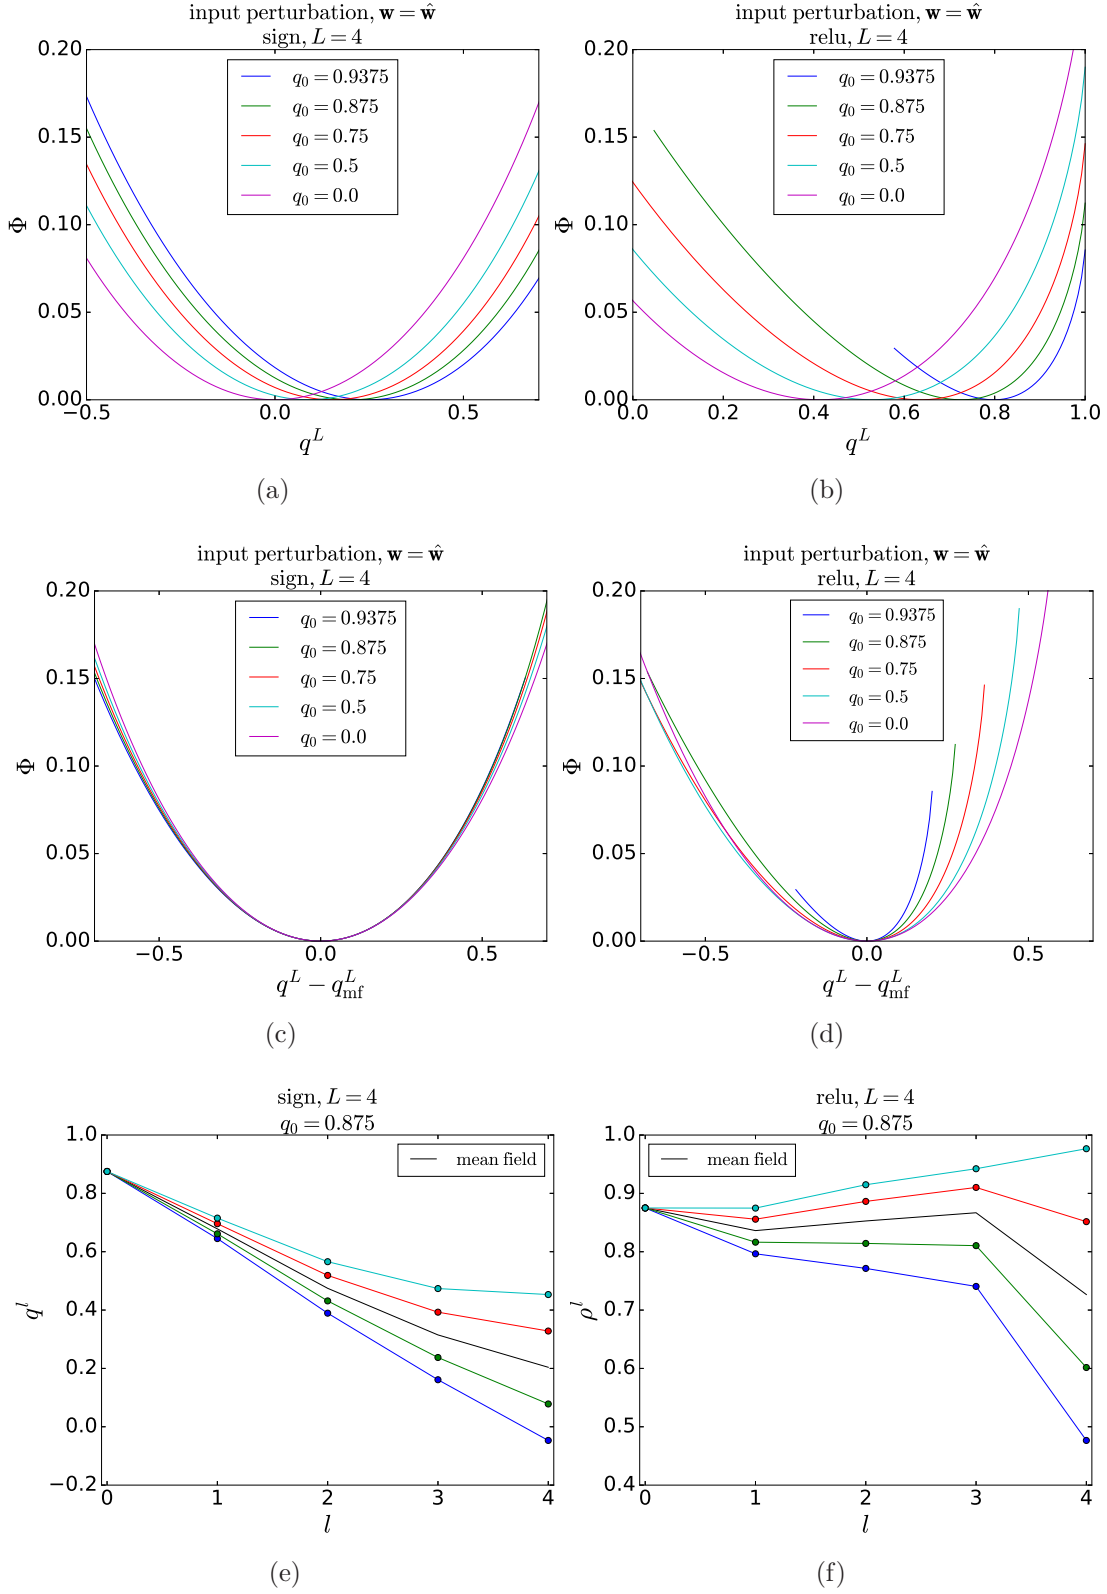 input perturbation, w = ŵ
sign, L = 4
0.20
0.15
0.10
0.05
0.00
Φ
q₀ = 0.9375
q₀ = 0.875
q₀ = 0.75
q₀ = 0.5
q₀ = 0.0
−0.5
0.0
0.5
q^L
(a)
input perturbation, w = ŵ
relu, L = 4
0.20
0.15
0.10
0.05
0.00
Φ
q₀ = 0.9375
q₀ = 0.875
q₀ = 0.75
q₀ = 0.5
q₀ = 0.0
0.0
0.2
0.4
0.6
0.8
1.0
q^L
(b)
input perturbation, w = ŵ
sign, L = 4
0.20
0.15
0.10
0.05
0.00
Φ
q₀ = 0.9375
q₀ = 0.875
q₀ = 0.75
q₀ = 0.5
q₀ = 0.0
−0.5
0.0
0.5
q^L − q^L_mf
(c)
input perturbation, w = ŵ
relu, L = 4
0.20
0.15
0.10
0.05
0.00
Φ
q₀ = 0.9375
q₀ = 0.875
q₀ = 0.75
q₀ = 0.5
q₀ = 0.0
−0.5
0.0
0.5
q^L − q^L_mf
(d)
sign, L = 4
q₀ = 0.875
1.0
0.8
0.6
0.4
0.2
0.0
−0.2
q^l
mean field
0
1
2
3
4
l
(e)
relu, L = 4
q₀ = 0.875
1.0
0.9
0.8
0.7
0.6
0.5
0.4
ρ^l
mean field
0
1
2
3
4
l
(f)